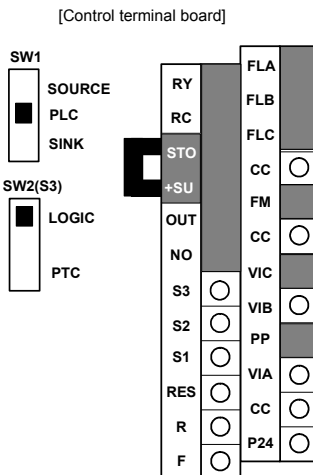 [Control terminal board]
SW1
SOURCE
PLC
SINK
SW2(S3)
LOGIC
PTC
RY
RC
STO
+SU
OUT
NO
S3
S2
S1
RES
R
F
FLA
FLB
FLC
CC
FM
CC
VIC
VIB
PP
VIA
CC
P24